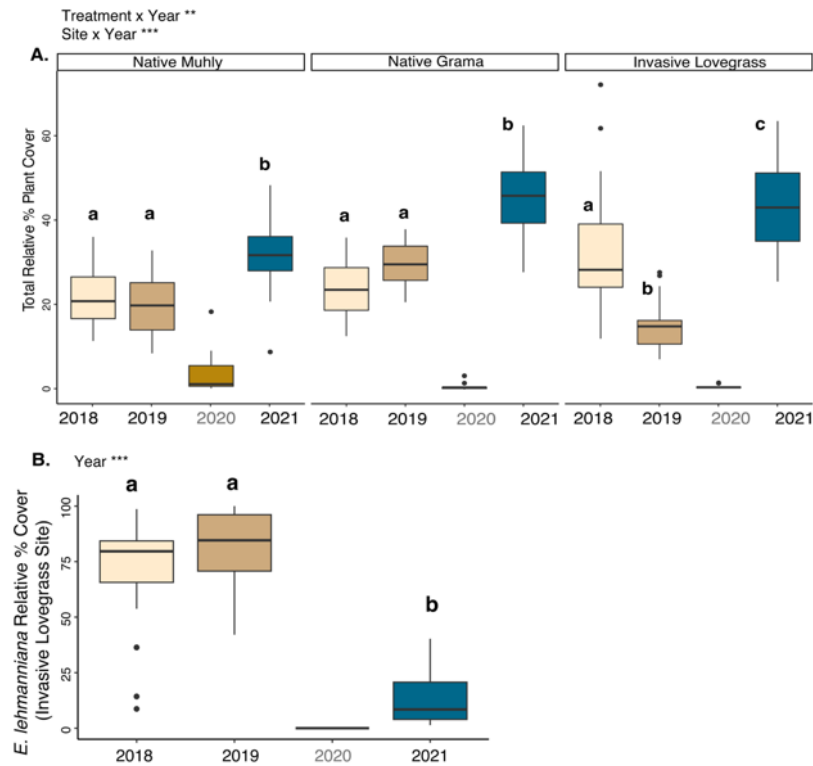 Treatment x Year **
Site x Year ***
A.
Native Muhly Native Grama Invasive Lovegrass
Total Relative % Plant Cover
60
40
20
0
a a b
a a b
a b c
2018 2019 2020 2021 2018 2019 2020 2021 2018 2019 2020 2021
B. Year ***
E. lehmanniana Relative % Cover
(Invasive Lovegrass Site)
100
75
50
25
0
a a b
2018 2019 2020 2021